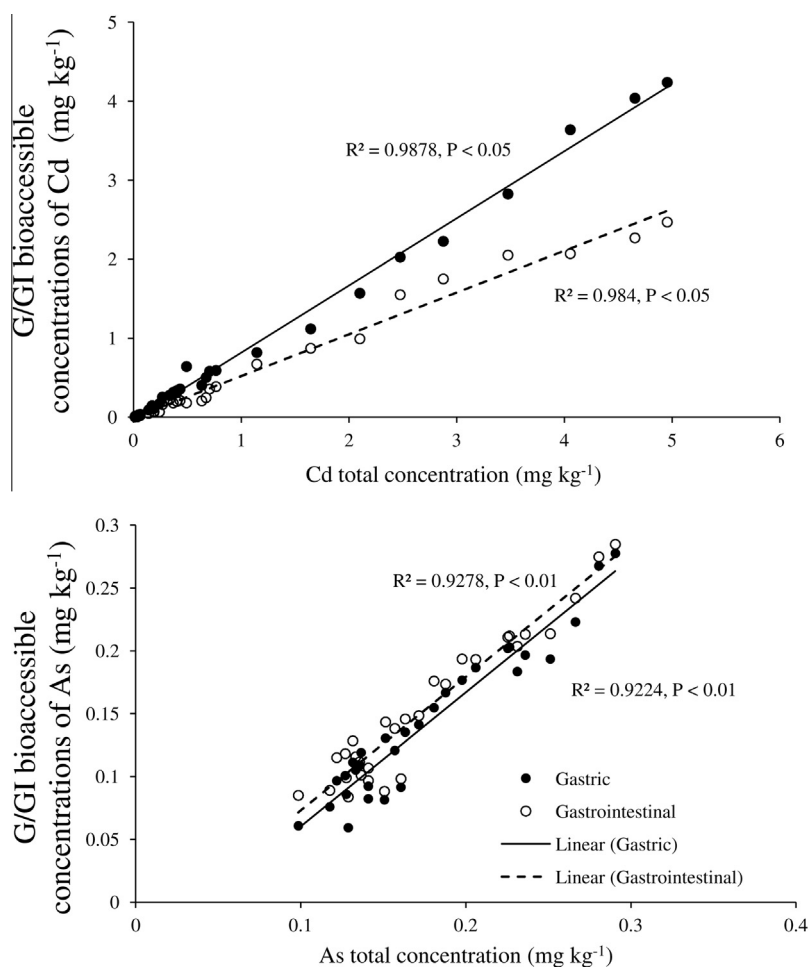 G/GI bioaccessible
concentrations of Cd (mg kg⁻¹)
5
4
3
2
1
0
R² = 0.9878, P < 0.05
R² = 0.984, P < 0.05
0 1 2 3 4 5 6
Cd total concentration (mg kg⁻¹)
G/GI bioaccessible
concentrations of As (mg kg⁻¹)
0.3
0.25
0.2
0.15
0.1
0.05
0
R² = 0.9278, P < 0.01
R² = 0.9224, P < 0.01
Gastric
Gastrointestinal
Linear (Gastric)
Linear (Gastrointestinal)
0 0.1 0.2 0.3 0.4
As total concentration (mg kg⁻¹)